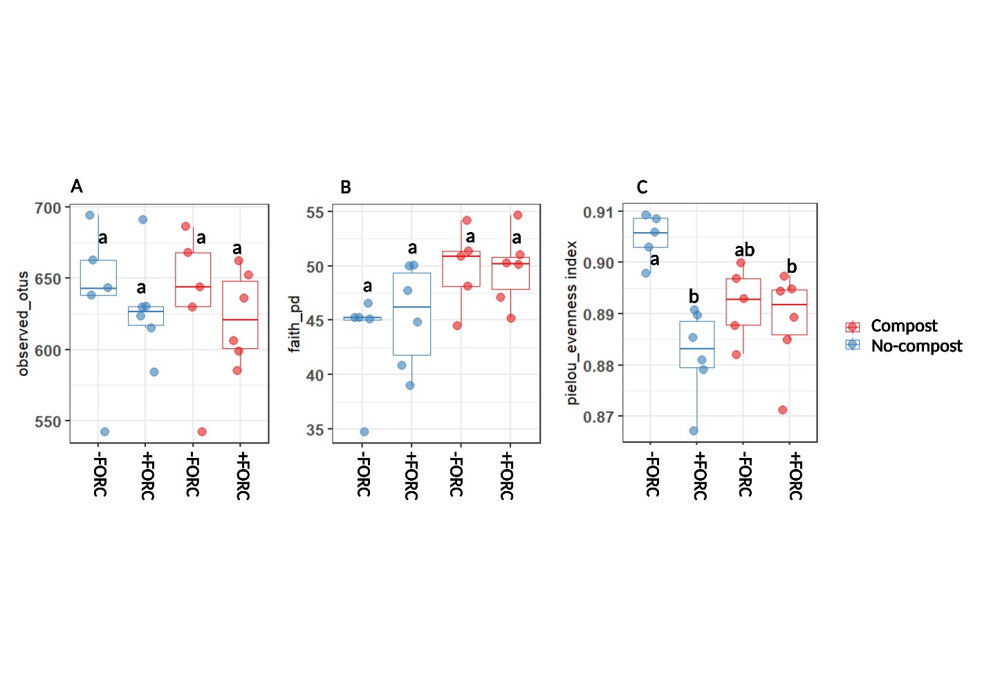 A
observed_otus
700
650
600
550
a
a
a
a
-FORC
+FORC
-FORC
+FORC
B
faith_pd
55
50
45
40
35
a
a
a
a
-FORC
+FORC
-FORC
+FORC
C
pielou_evenness index
0.91
0.90
0.89
0.88
0.87
a
b
ab
b
-FORC
+FORC
-FORC
+FORC
Compost
No-compost